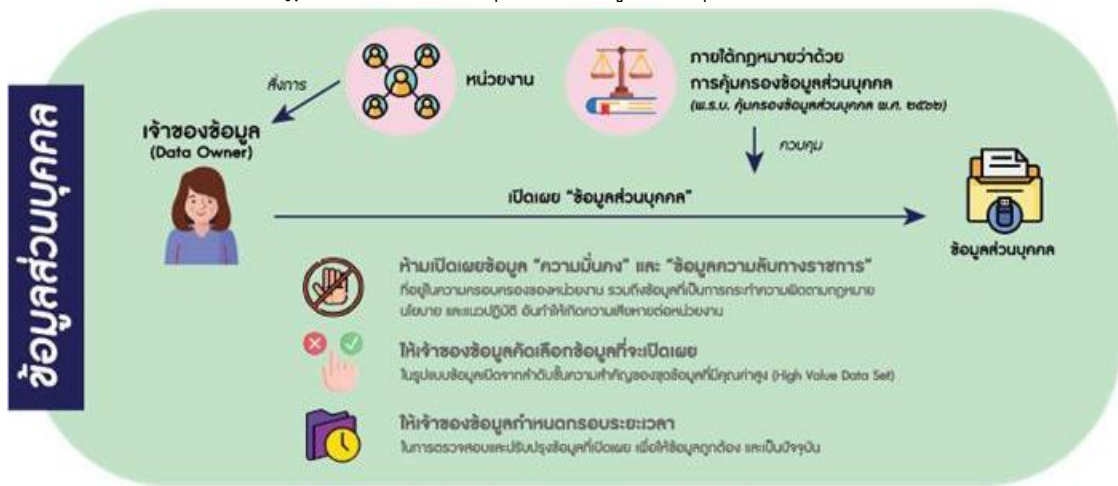 ข้อมูลส่วนบุคคล
สั่งการ
หน่วยงาน
ภายใต้กฎหมายว่าด้วย
การคุ้มครองข้อมูลส่วนบุคคล
(พ.ร.บ. คุ้มครองข้อมูลส่วนบุคคล พ.ศ. ๒๕๖๒)
ควบคุม
เจ้าของข้อมูล
(Data Owner)
เปิดเผย “ข้อมูลส่วนบุคคล”
ข้อมูลส่วนบุคคล
ห้ามเปิดเผยข้อมูล “ความมั่นคง” และ “ข้อมูลความลับทางราชการ”
ที่อยู่ในความครอบครองของหน่วยงาน รวมถึงข้อมูลที่เป็นการกระทำความผิดตามกฎหมาย
นโยบาย และแนวปฏิบัติ อันทำให้เกิดความเสียหายต่อหน่วยงาน
ให้เจ้าของข้อมูลคัดเลือกข้อมูลที่จะเปิดเผย
ในรูปแบบข้อมูลเปิดจากลำดับชั้นความสำคัญของชุดข้อมูลที่มีคุณค่าสูง (High Value Data Set)
ให้เจ้าของข้อมูลกำหนดกรอบระยะเวลา
ในการตรวจสอบและปรับปรุงข้อมูลที่เปิดเผย เพื่อให้ข้อมูลถูกต้อง และเป็นปัจจุบัน